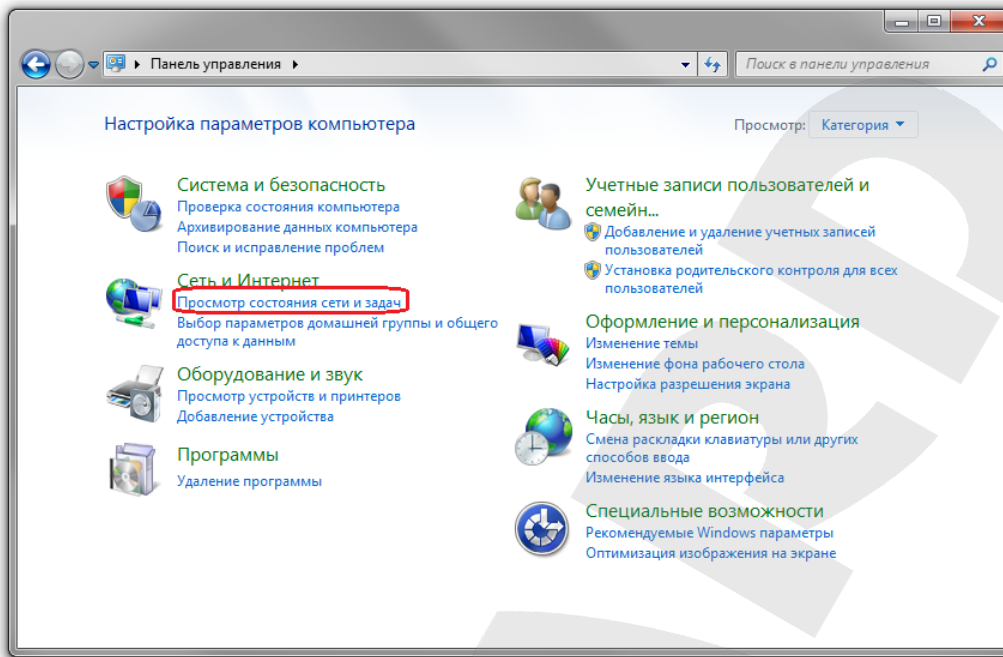 Панель управления
Поиск в панели управления
Настройка параметров компьютера
Просмотр: Категория
Система и безопасность
Проверка состояния компьютера
Архивирование данных компьютера
Поиск и исправление проблем
Сеть и Интернет
Просмотр состояния сети и задач
Выбор параметров домашней группы и общего
доступа к данным
Оборудование и звук
Просмотр устройств и принтеров
Добавление устройства
Программы
Удаление программы
Учетные записи пользователей и
семейн...
Добавление и удаление учетных записей
пользователей
Установка родительского контроля для всех
пользователей
Оформление и персонализация
Изменение темы
Изменение фона рабочего стола
Настройка разрешения экрана
Часы, язык и регион
Смена раскладки клавиатуры или других
способов ввода
Изменение языка интерфейса
Специальные возможности
Рекомендуемые Windows параметры
Оптимизация изображения на экране